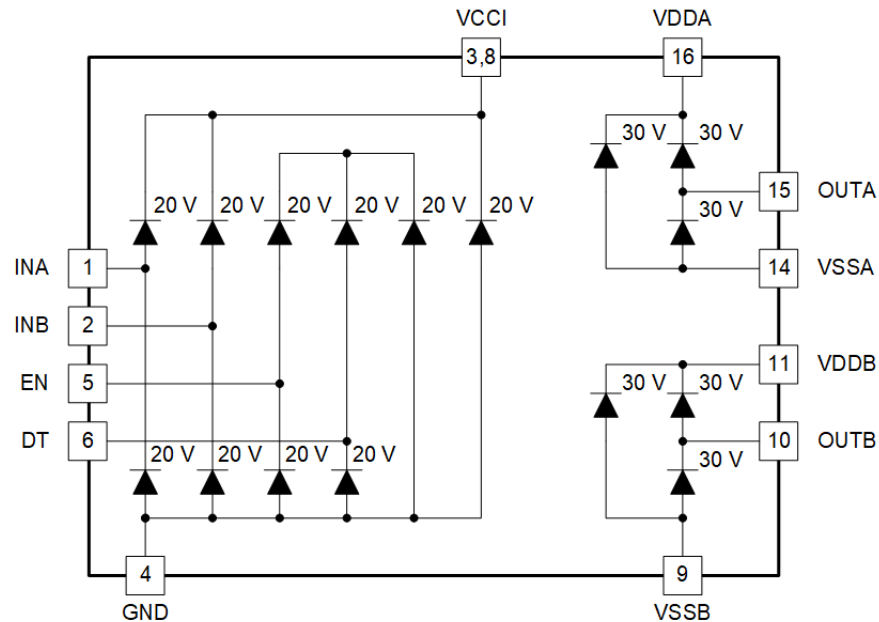 VCCI VDDA
3,8 16
30 V 30 V
20 V 20 V 20 V 20 V 20 V 20 V
15 OUTA
30 V
INA 1
14 VSSA
INB 2
11 VDDB
EN 5
30 V 30 V
DT 6
10 OUTB
20 V 20 V 20 V 20 V
30 V
4 9
GND VSSB